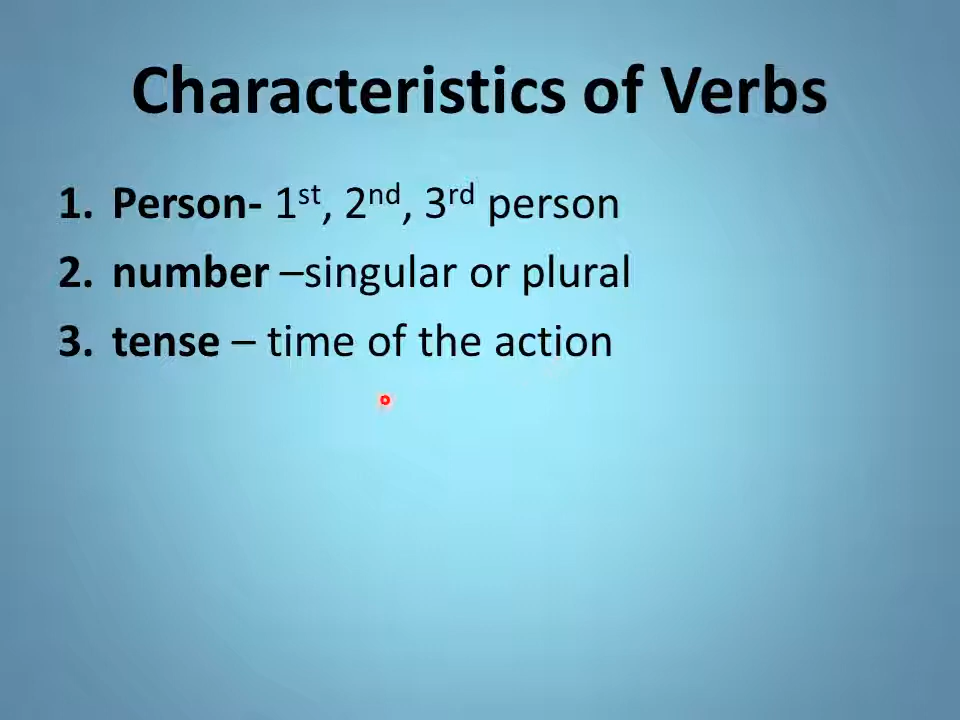 Characteristics of Verbs
1. Person- 1st, 2nd, 3rd person
2. number –singular or plural
3. tense – time of the action